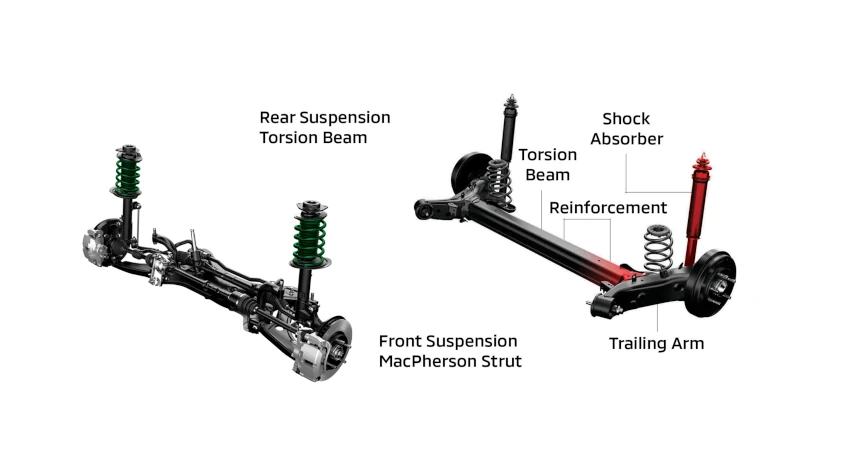 Rear Suspension
Torsion Beam
Shock
Absorber
Torsion
Beam
Reinforcement
Front Suspension
MacPherson Strut
Trailing Arm